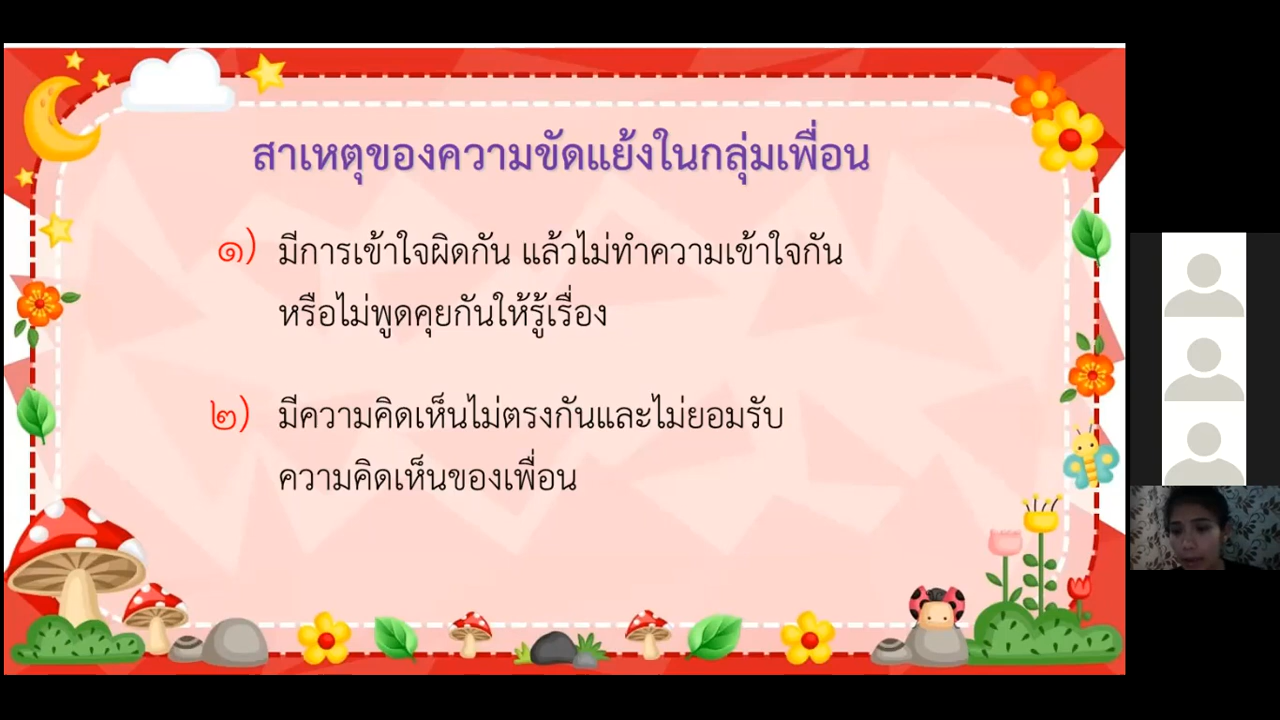 สาเหตุของความขัดแย้งในกลุ่มเพื่อน
๑) มีการเข้าใจผิดกัน แล้วไม่ทำความเข้าใจกัน
หรือไม่พูดคุยกันให้รู้เรื่อง
๒) มีความคิดเห็นไม่ตรงกันและไม่ยอมรับ
ความคิดเห็นของเพื่อน